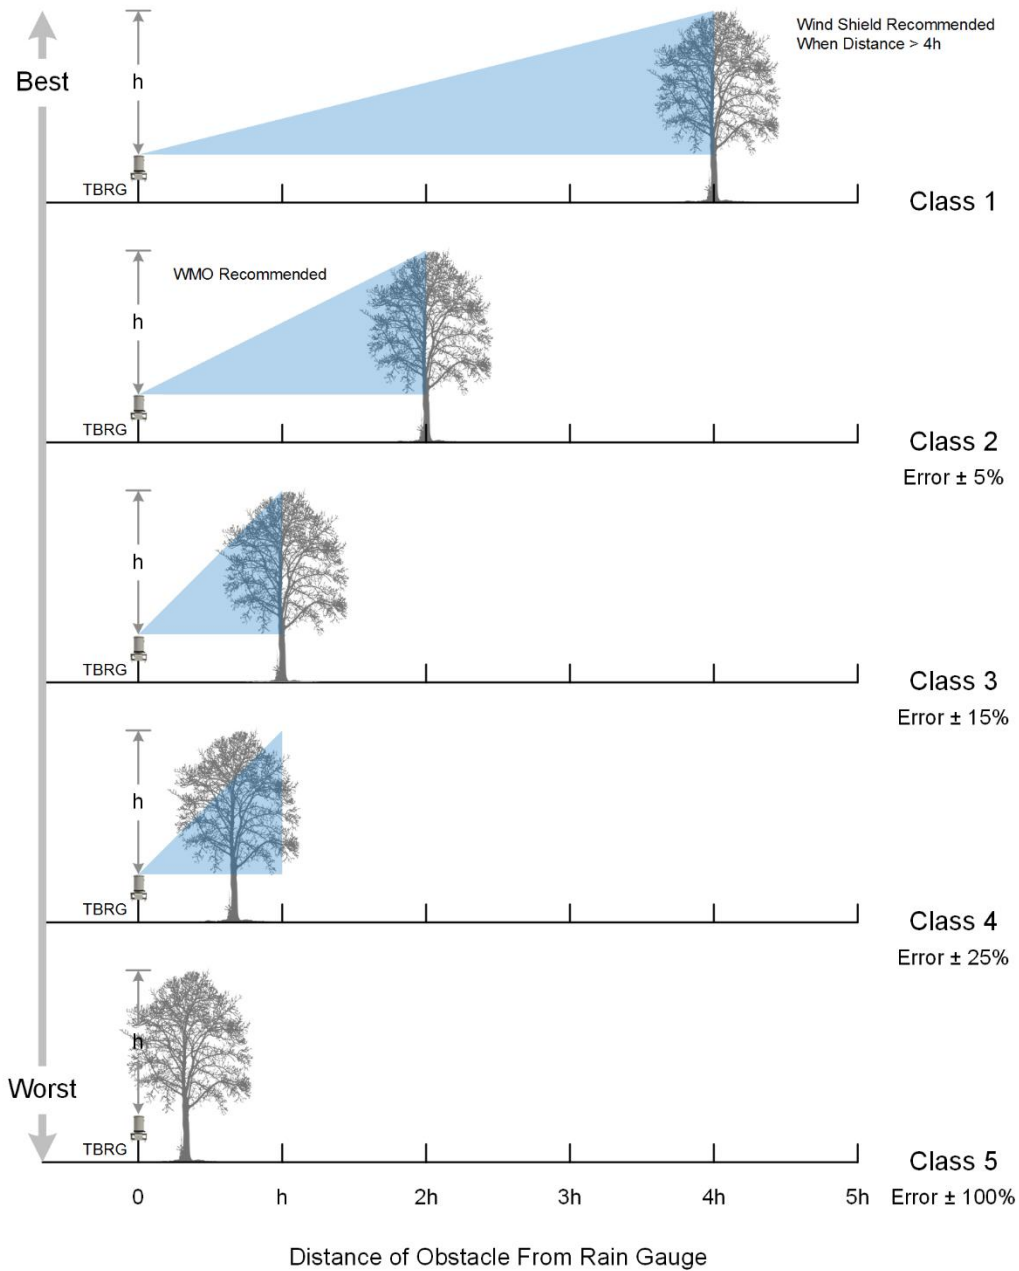 Best
h
Wind Shield Recommended
When Distance > 4h
TBRG
Class 1
WMO Recommended
h
TBRG
Class 2
Error ± 5%
h
TBRG
Class 3
Error ± 15%
h
TBRG
Class 4
Error ± 25%
h
Worst
TBRG
Class 5
0 h 2h 3h 4h 5h
Error ± 100%
Distance of Obstacle From Rain Gauge